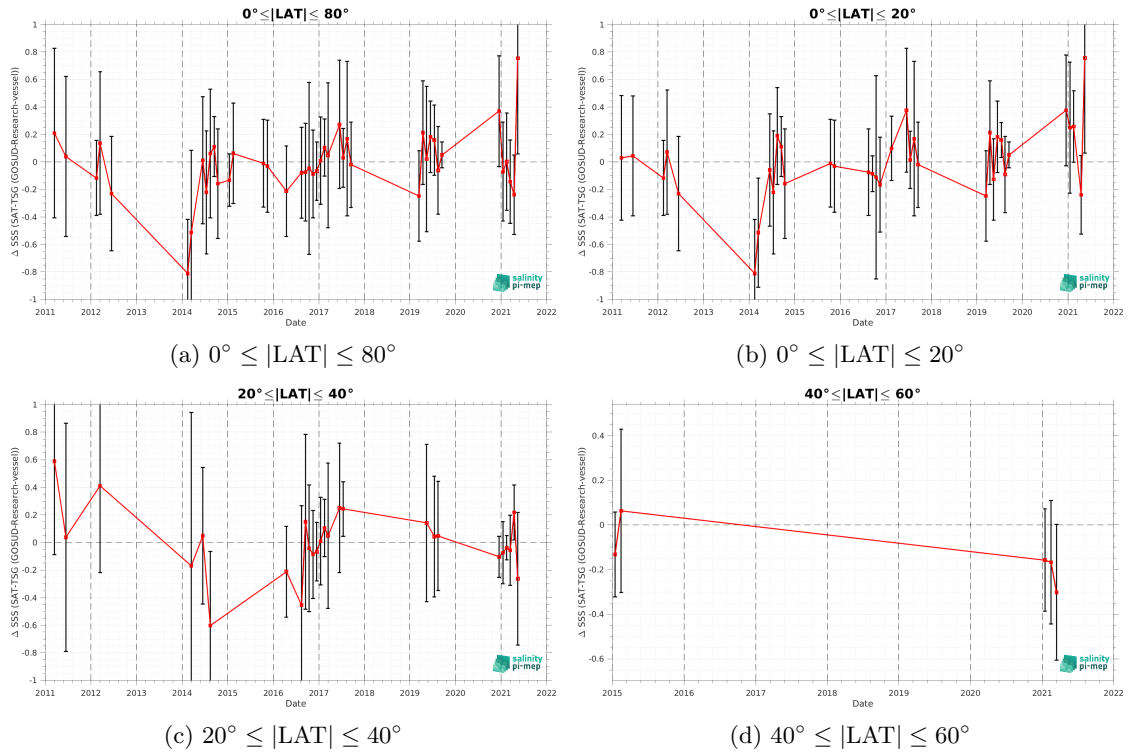 0°≤|LAT|≤ 80°
Δ SSS (SAT-TSG (GOSUD-Research-vessel))
1
0.8
0.6
0.4
0.2
0
-0.2
-0.4
-0.6
-0.8
-1
2011 2012 2013 2014 2015 2016 2017 2018 2019 2020 2021 2022
Date
salinity
pi-mep
(a) 0° ≤ |LAT| ≤ 80°
0°≤|LAT|≤ 20°
Δ SSS (SAT-TSG (GOSUD-Research-vessel))
1
0.8
0.6
0.4
0.2
0
-0.2
-0.4
-0.6
-0.8
-1
2011 2012 2013 2014 2015 2016 2017 2018 2019 2020 2021 2022
Date
salinity
pi-mep
(b) 0° ≤ |LAT| ≤ 20°
20°≤|LAT|≤ 40°
Δ SSS (SAT-TSG (GOSUD-Research-vessel))
1
0.8
0.6
0.4
0.2
0
-0.2
-0.4
-0.6
-0.8
-1
2011 2012 2013 2014 2015 2016 2017 2018 2019 2020 2021 2022
Date
salinity
pi-mep
(c) 20° ≤ |LAT| ≤ 40°
40°≤|LAT|≤ 60°
Δ SSS (SAT-TSG (GOSUD-Research-vessel))
0.4
0.2
0
-0.2
-0.4
-0.6
2015 2016 2017 2018 2019 2020 2021 2022
Date
salinity
pi-mep
(d) 40° ≤ |LAT| ≤ 60°